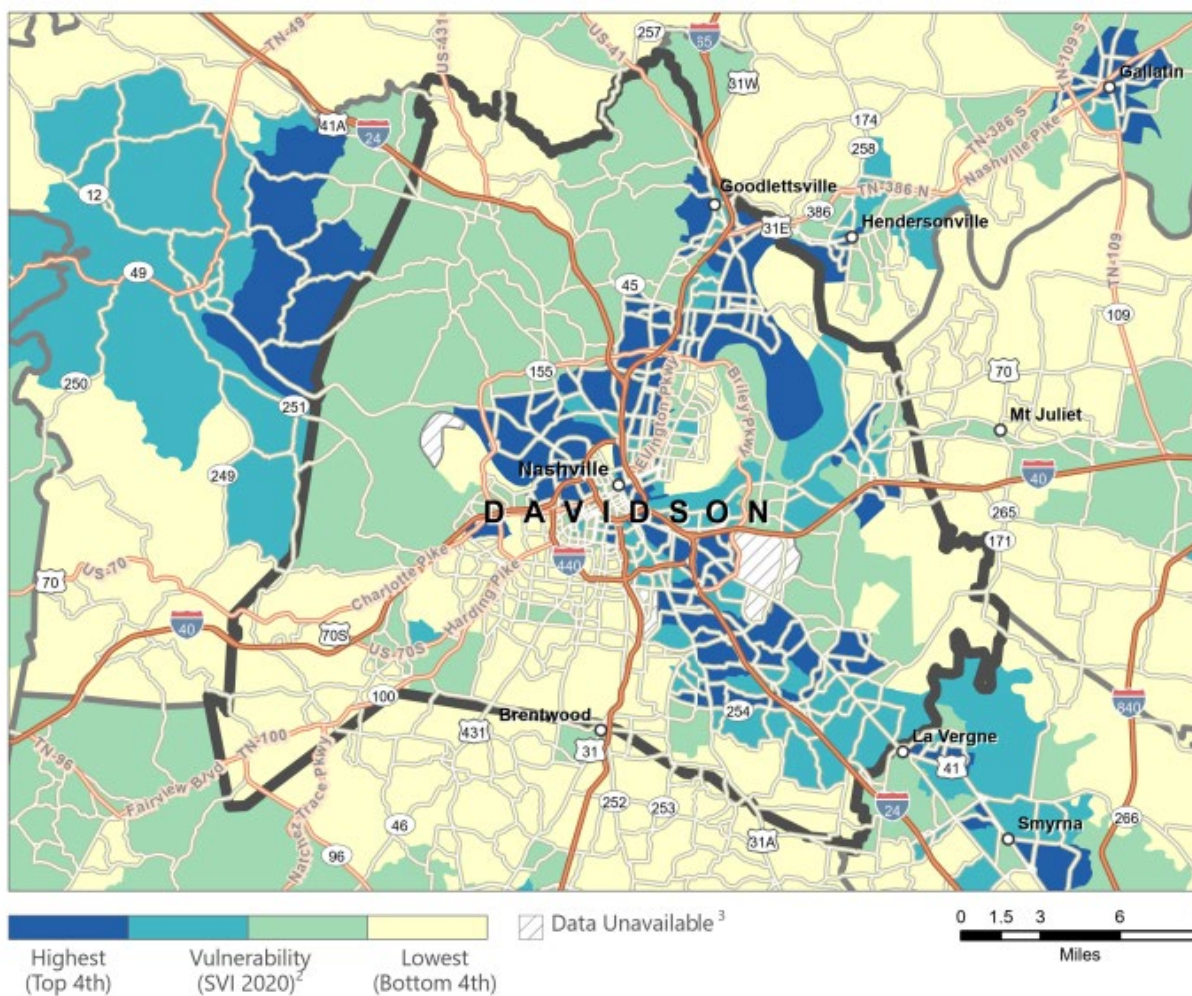 TN-49
US-431
257
US-41
65
31W
TN-109 S
Gallatin
41A
24
174
258
TN-386 S
Nashville Pike
12
Goodlettsville
TN-386 N
386
31E
Hendersonville
49
45
TN-109
109
250
251
155
Ellington Pkwy
Briley Pkwy
70
Mt Juliet
249
Nashville
40
DAVIDSON
265
171
US-70
70
Charlotte Pike
440
Harding Pike
40
70S
US-70S
100
254
840
Brentwood
431
31
La Vergne
41
TN-96
TN-100
Fairview Blvd
Natchez Trace Pkwy
252
253
24
46
31A
Smyrna
266
96
Data Unavailable 3
0 1.5 3 6
Miles
Highest Vulnerability Lowest
(Top 4th) (SVI 2020)2 (Bottom 4th)